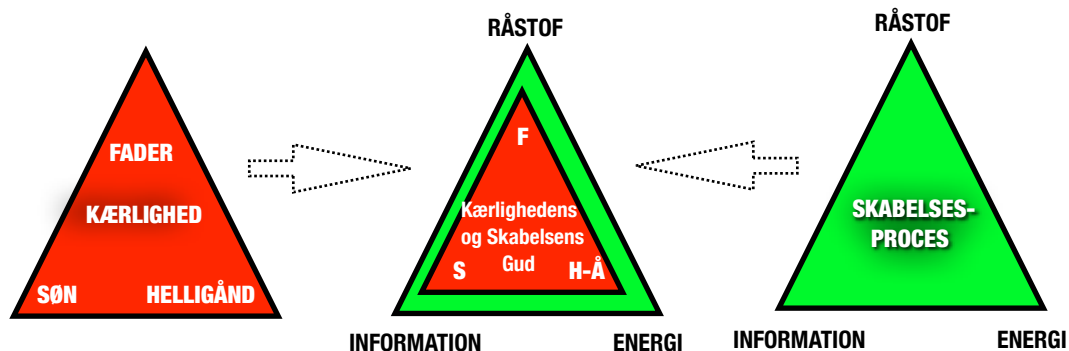 FADER
KÆRLIGHED
SØN HELLIGÅND
RÅSTOF
F
Kærlighedens
og Skabelsens
Gud
S H-Å
INFORMATION ENERGI
RÅSTOF
SKABELSES-
PROCES
INFORMATION ENERGI